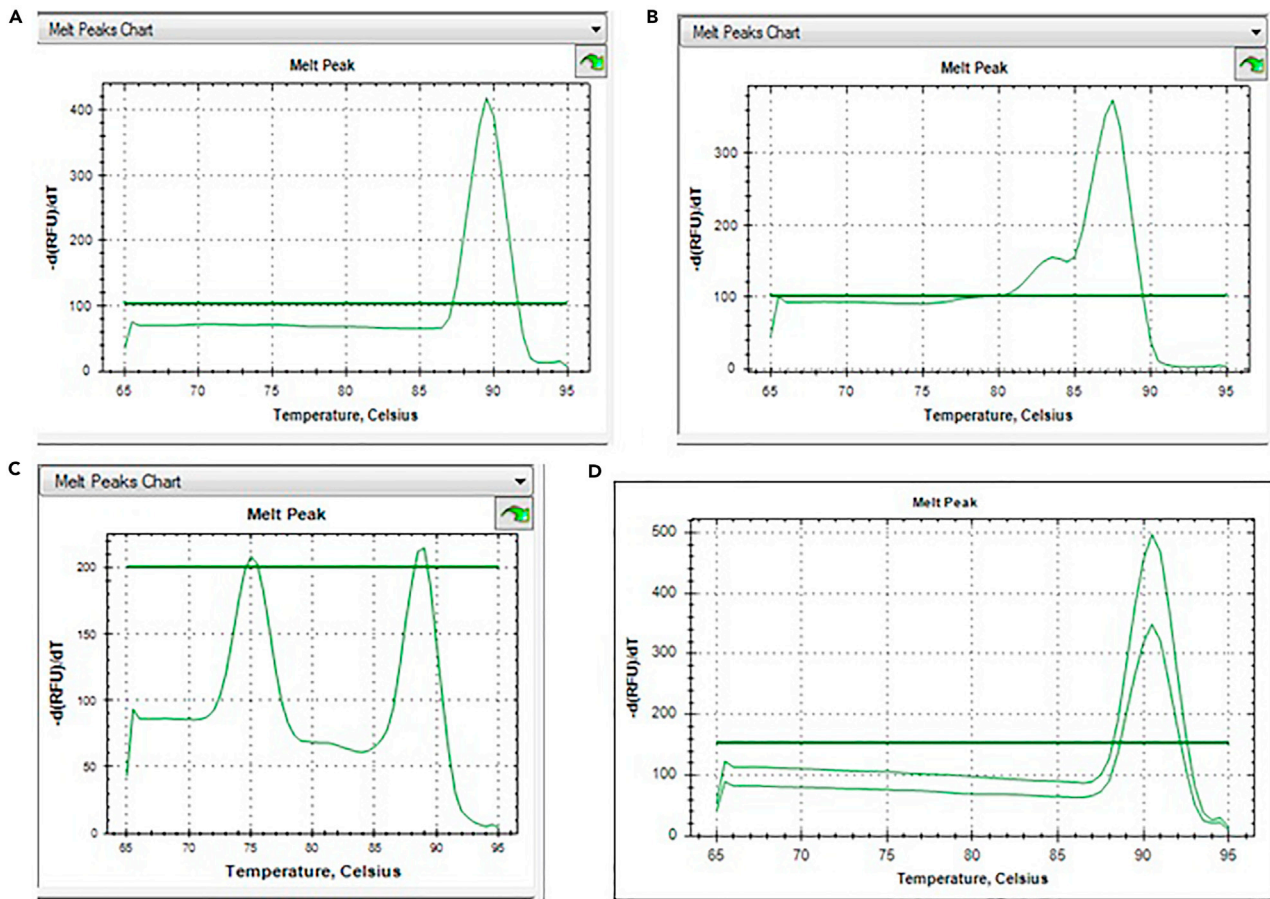 A
Melt Peaks Chart
Melt Peak
400
300
200
100
0
-d(RFU)/dT
65 70 75 80 85 90 95
Temperature, Celsius
B
Melt Peaks Chart
Melt Peak
300
200
100
0
-d(RFU)/dT
65 70 75 80 85 90 95
Temperature, Celsius
C
Melt Peaks Chart
Melt Peak
200
150
100
50
0
-d(RFU)/dT
65 70 75 80 85 90 95
Temperature, Celsius
D
Melt Peak
500
400
300
200
100
0
-d(RFU)/dT
65 70 75 80 85 90 95
Temperature, Celsius